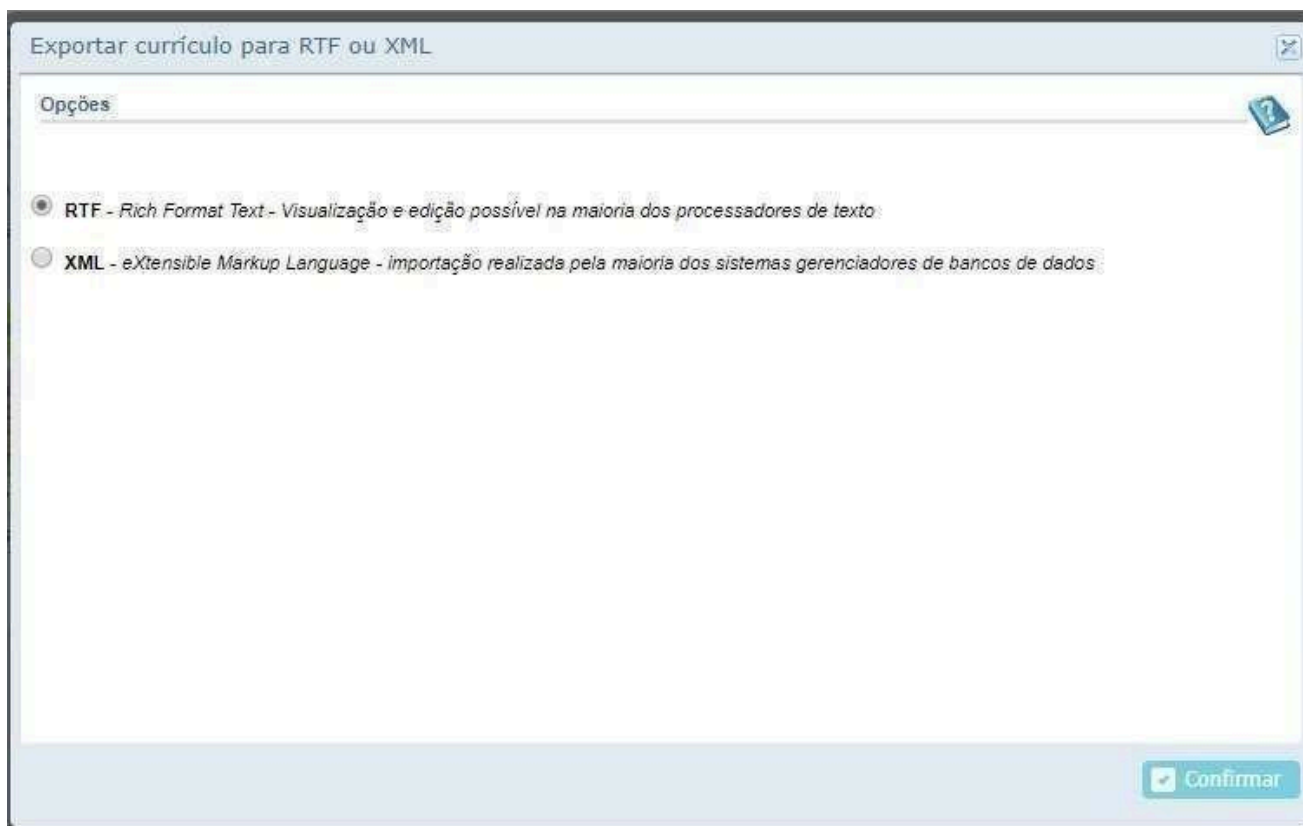 Exportar currículo para RTF ou XML
Opções
RTF - Rich Format Text - Visualização e edição possível na maioria dos processadores de texto
XML - eXtensible Markup Language - importação realizada pela maioria dos sistemas gerenciadores de bancos de dados
Confirmar